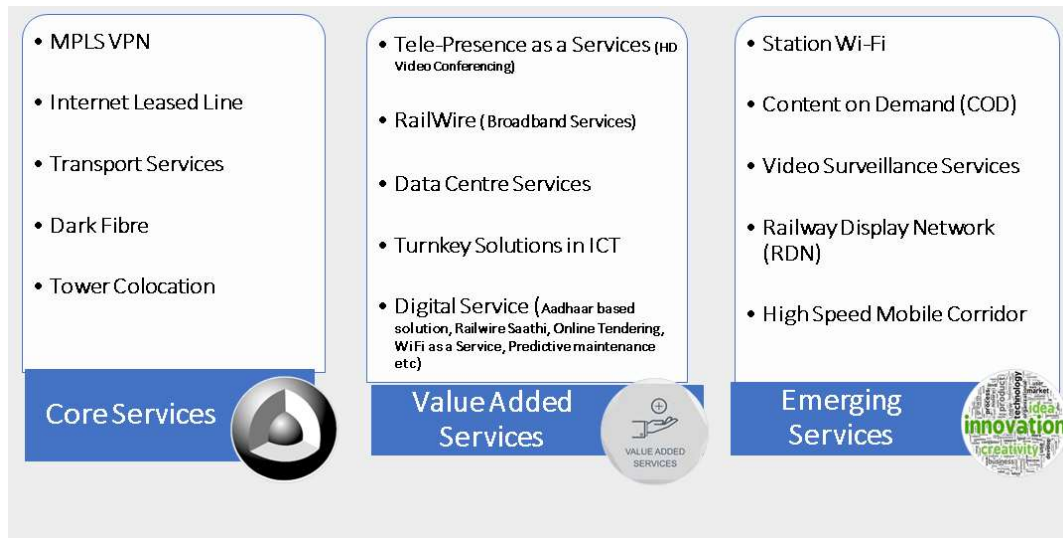 • MPLS VPN
• Internet Leased Line
• Transport Services
• Dark Fibre
• Tower Colocation
Core Services
• Tele-Presence as a Services (HD
Video Conferencing)
• RailWire (Broadband Services)
• Data Centre Services
• Turnkey Solutions in ICT
• Digital Service (Aadhaar based
solution, Railwire Saathi, Online Tendering,
WiFi as a Service, Predictive maintenance
etc)
Value Added
Services
VALUE ADDED
SERVICES
• Station Wi-Fi
• Content on Demand (COD)
• Video Surveillance Services
• Railway Display Network
(RDN)
• High Speed Mobile Corridor
Emerging
Services
technology
product
market
idea
innovation
creativity
business